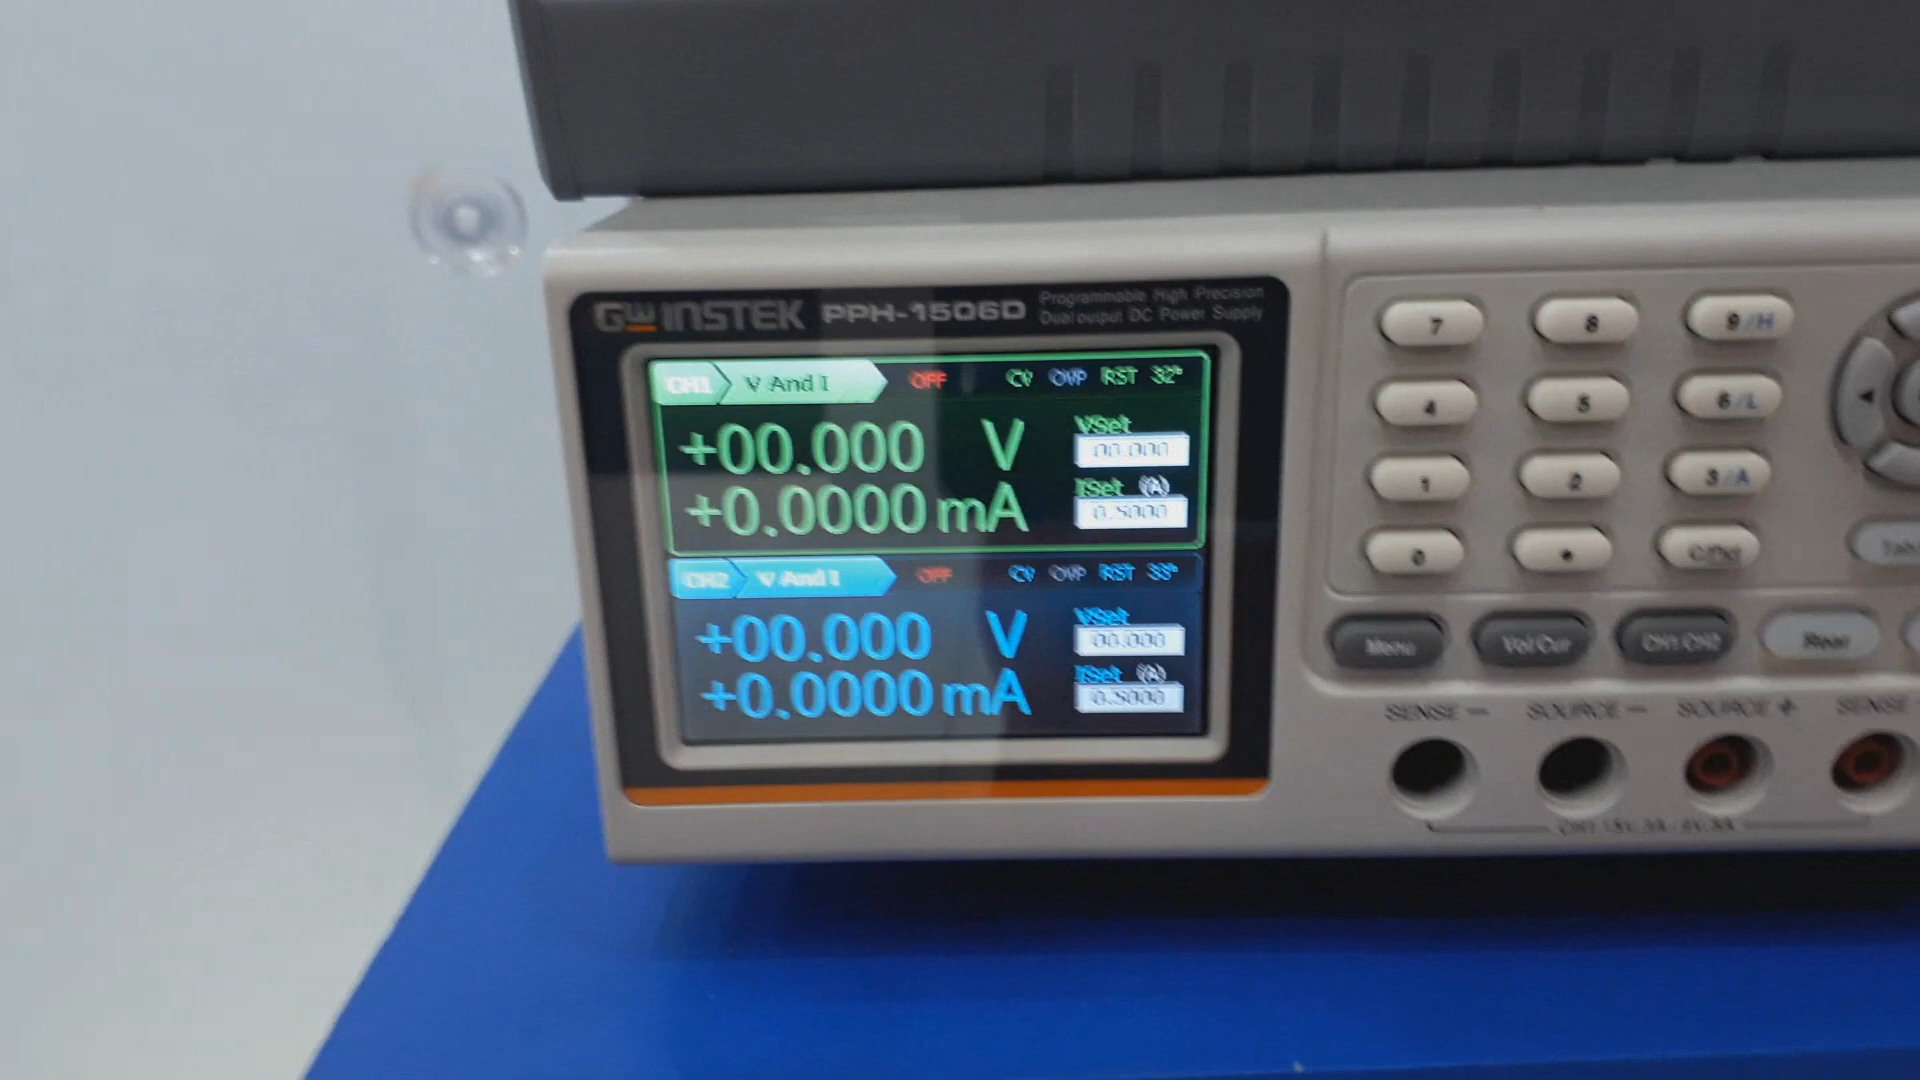 GW INSTEK PPH-1506D Programmable High Precision
Dual output DC Power Supply
CH1 V And I OFF CV OVP RST 32°
+00.000 V
VSet
00.000
+0.0000 mA
ISet (A)
0.5000
CH2 V And I OFF CV OVP RST 33°
+00.000 V
VSet
00.000
+0.0000 mA
ISet (A)
0.5000
7 8 9/H
4 5 6/L
1 2 3/A
0 •
Menu Vol Cur CH1 CH2 Rear
SENSE − SOURCE − SOURCE + SENSE